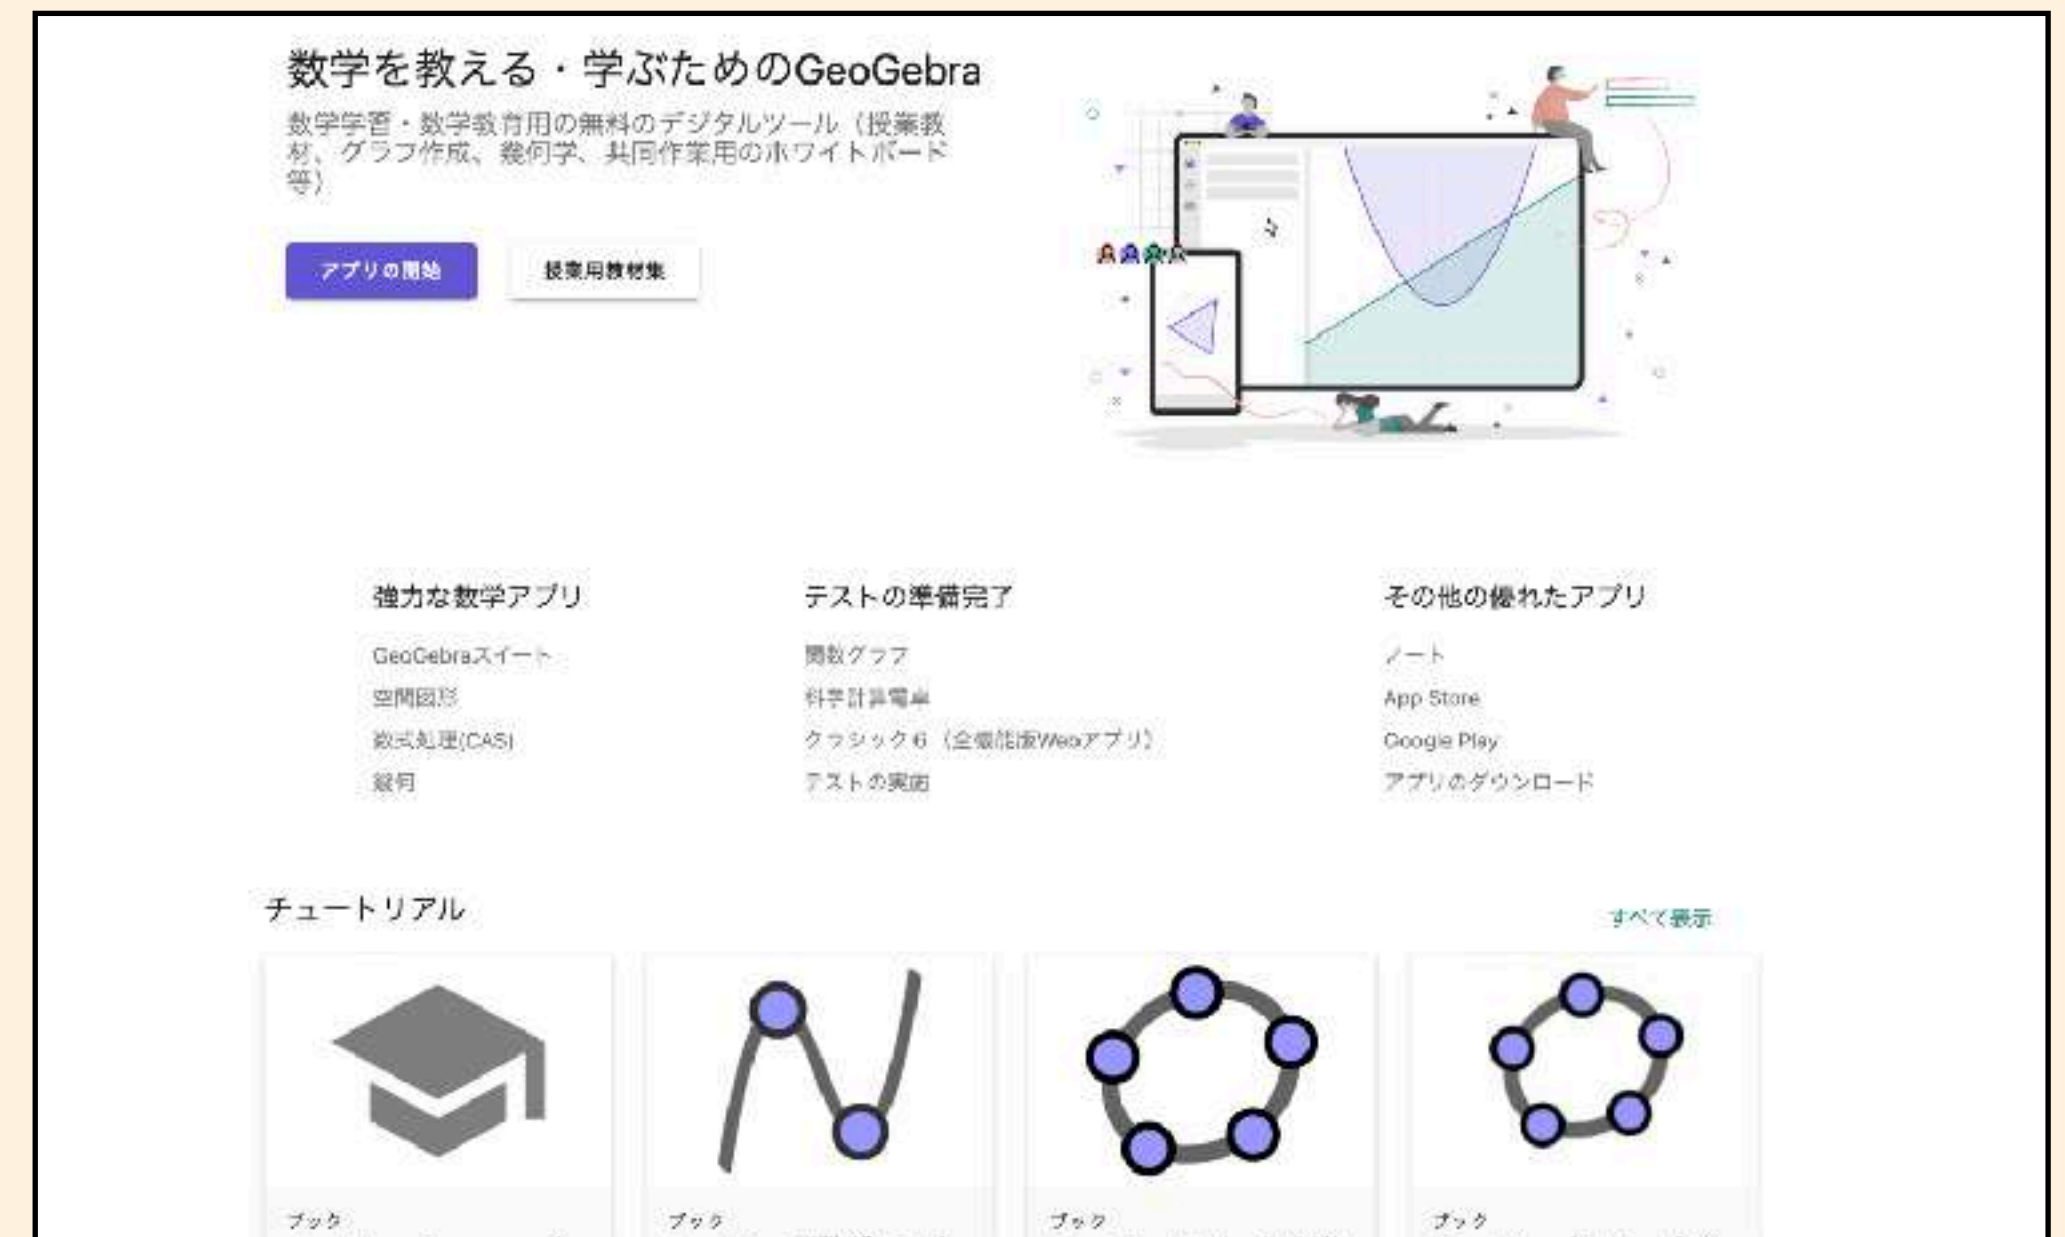 数学を教える・学ぶためのGeoGebra
数学学習・数学教育用の無料のデジタルツール（授業教
材、グラフ作成、幾何学、共同作業用のホワイトボード
等）
アプリの開始
授業用教材集
強力な数学アプリ
GeoGebraスイート
空間図形
数式処理(CAS)
幾何
テストの準備完了
関数グラフ
科学計算電卓
クラシック6（全機能版Webアプリ）
テストの実施
その他の優れたアプリ
ノート
App Store
Google Play
アプリのダウンロード
チュートリアル
すべて表示
ブック
ブック
ブック
ブック